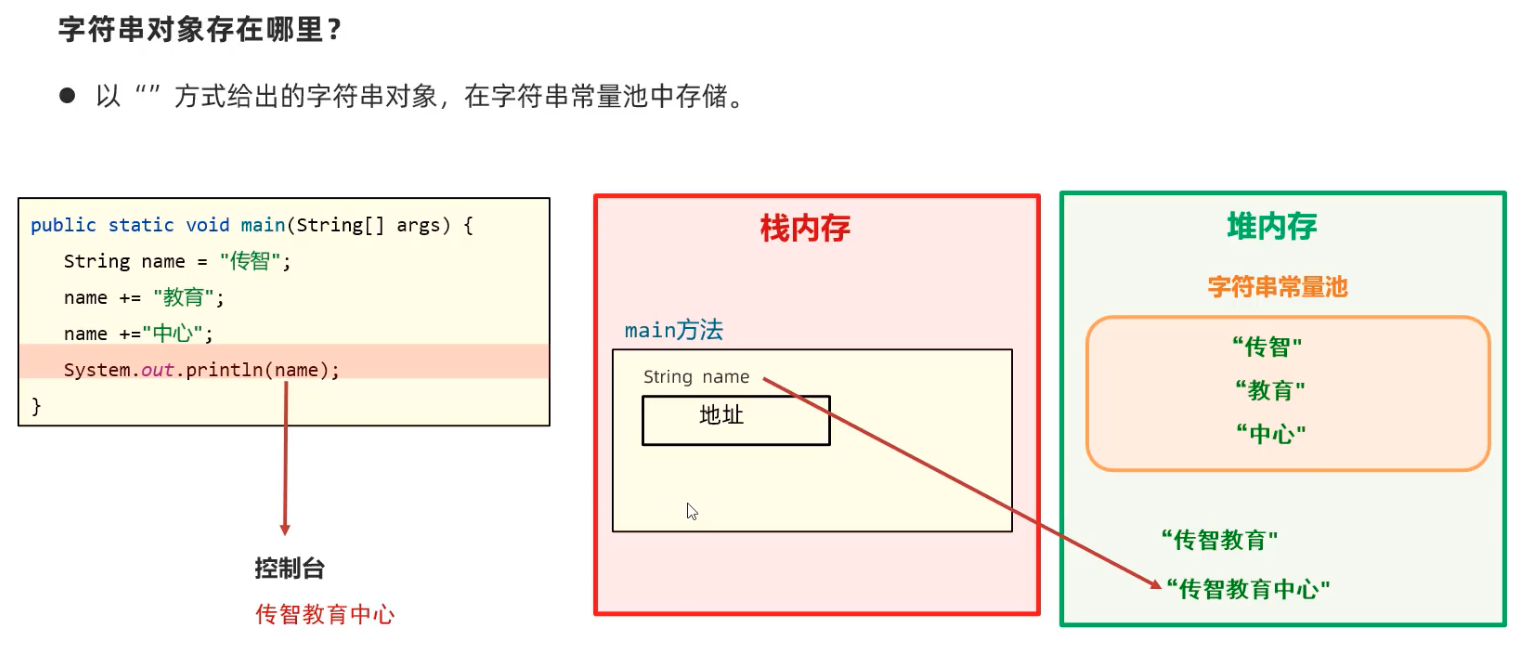 字符串对象存在哪里？
● 以“”方式给出的字符串对象，在字符串常量池中存储。
public static void main(String[] args) {
String name = "传智";
name += "教育";
name +="中心";
System.out.println(name);
}
控制台
传智教育中心
栈内存
main方法
String name
地址
堆内存
字符串常量池
“传智"
“教育"
“中心"
“传智教育"
“传智教育中心"